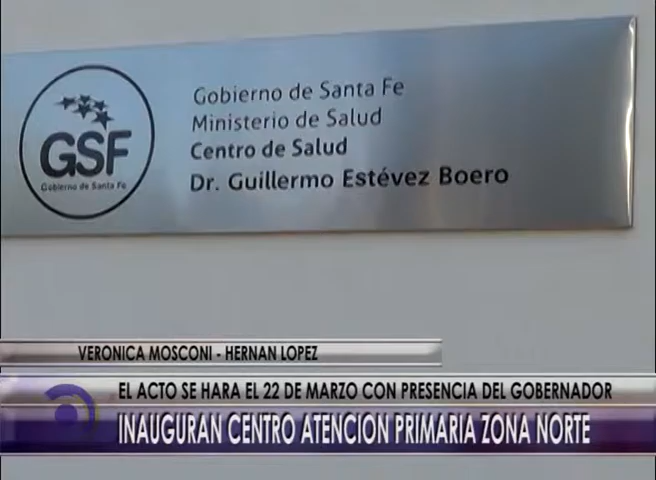 Gobierno de Santa Fe
Ministerio de Salud
Centro de Salud
Dr. Guillermo Estévez Boero
GSF
Gobierno de Santa Fe
VERONICA MOSCONI - HERNAN LOPEZ
EL ACTO SE HARA EL 22 DE MARZO CON PRESENCIA DEL GOBERNADOR
INAUGURAN CENTRO ATENCION PRIMARIA ZONA NORTE